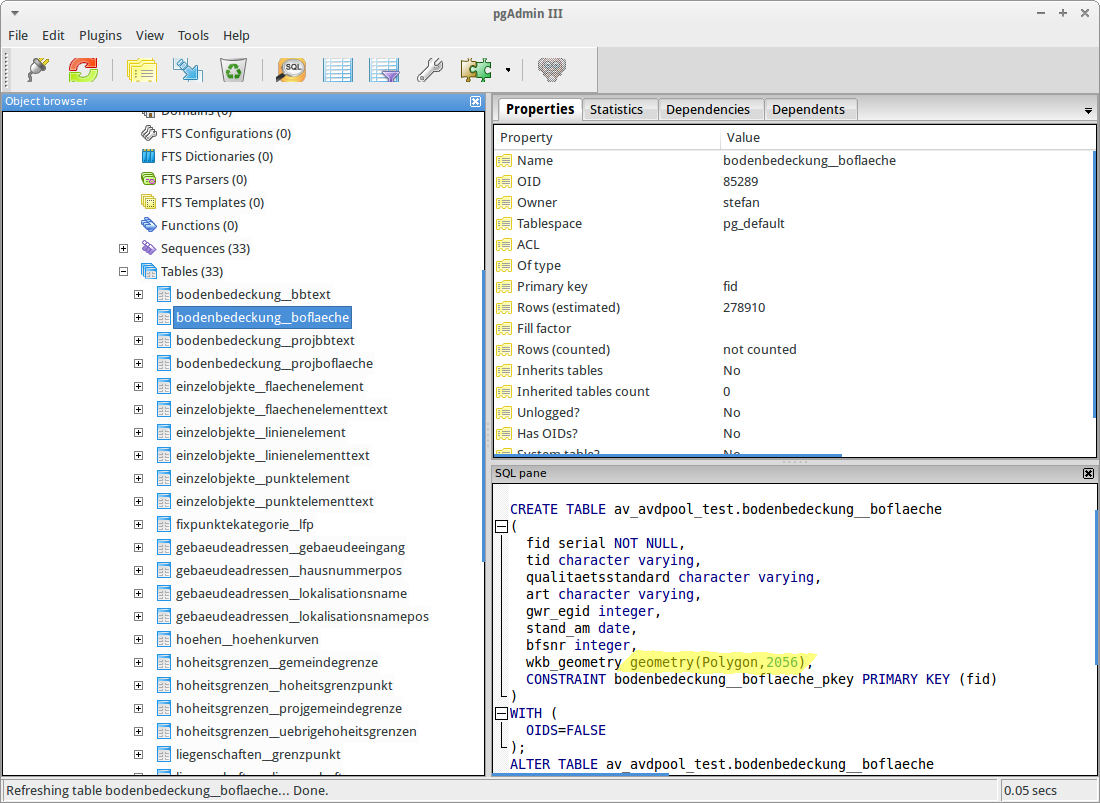 pgAdmin III
File Edit Plugins View Tools Help
SQL
Object browser
Domains (0)
FTS Configurations (0)
FTS Dictionaries (0)
FTS Parsers (0)
FTS Templates (0)
Functions (0)
Sequences (33)
Tables (33)
bodenbedeckung__bbtext
bodenbedeckung__boflaeche
bodenbedeckung__projbbtext
bodenbedeckung__projboflaeche
einzelobjekte__flaechenelement
einzelobjekte__flaechenelementtext
einzelobjekte__linienelement
einzelobjekte__linienelementtext
einzelobjekte__punktelement
einzelobjekte__punktelementtext
fixpunktekategorie__lfp
gebaeudeadressen__gebaeudeeingang
gebaeudeadressen__hausnummerpos
gebaeudeadressen__lokalisationsname
gebaeudeadressen__lokalisationsnamepos
hoehen__hoehenkurven
hoheitsgrenzen__gemeindegrenze
hoheitsgrenzen__hoheitsgrenzpunkt
hoheitsgrenzen__projgemeindegrenze
hoheitsgrenzen__uebrigehoheitsgrenzen
liegenschaften__grenzpunkt
Properties Statistics Dependencies Dependents
Property Value
Name bodenbedeckung__boflaeche
OID 85289
Owner stefan
Tablespace pg_default
ACL
Of type
Primary key fid
Rows (estimated) 278910
Fill factor
Rows (counted) not counted
Inherits tables No
Inherited tables count 0
Unlogged? No
Has OIDs? No
System table? No
SQL pane
CREATE TABLE av_avdpool_test.bodenbedeckung__boflaeche
(
fid serial NOT NULL,
tid character varying,
qualitaetsstandard character varying,
art character varying,
gwr_egid integer,
stand_am date,
bfsnr integer,
wkb_geometry geometry(Polygon,2056),
CONSTRAINT bodenbedeckung__boflaeche_pkey PRIMARY KEY (fid)
)
WITH (
OIDS=FALSE
);
ALTER TABLE av_avdpool_test.bodenbedeckung__boflaeche
Refreshing table bodenbedeckung__boflaeche... Done. 0.05 secs